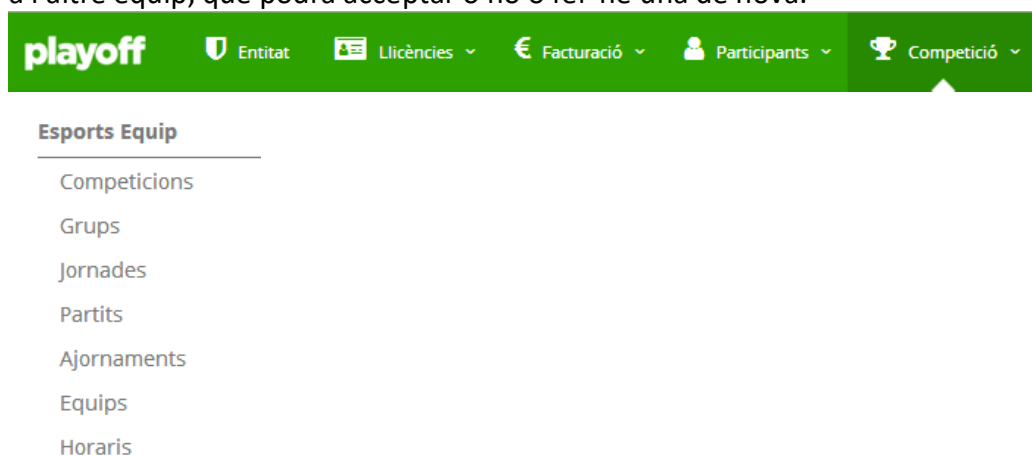 a l'altre equip, que podrà acceptar o no o fer-ne una de nova.
playoff Entitat Llicències € Facturació Participants Competició
Esports Equip
Competicions
Grups
Jornades
Partits
Ajornaments
Equips
Horaris